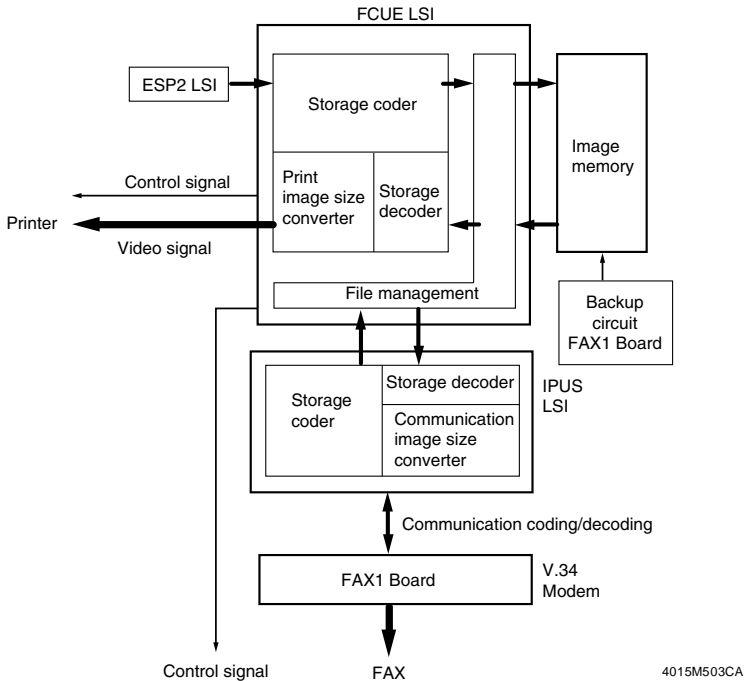 FCUE LSI
ESP2 LSI
Storage coder
Image
memory
Print
image size
converter
Storage
decoder
Control signal
Printer
Video signal
File management
Backup
circuit
FAX1 Board
Storage
coder
Storage decoder
Communication
image size
converter
IPUS
LSI
Communication coding/decoding
FAX1 Board
V.34
Modem
Control signal
FAX
4015M503CA